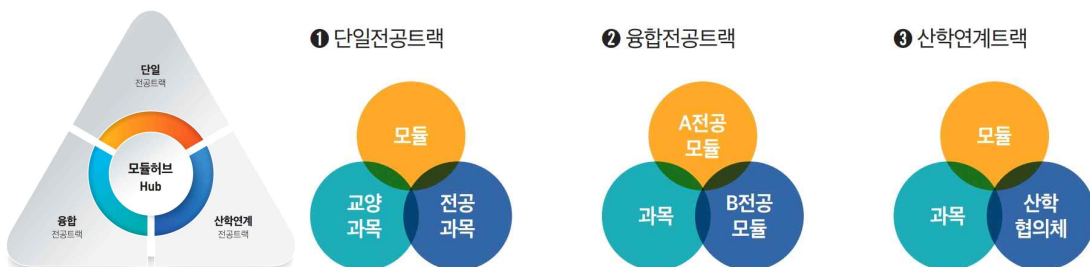 단일
전공트랙
모듈허브
Hub
융합
전공트랙
산학연계
전공트랙
❶ 단일전공트랙
모듈
교양
과목
전공
과목
❷ 융합전공트랙
A전공
모듈
과목
B전공
모듈
❸ 산학연계트랙
모듈
과목
산학
협의체